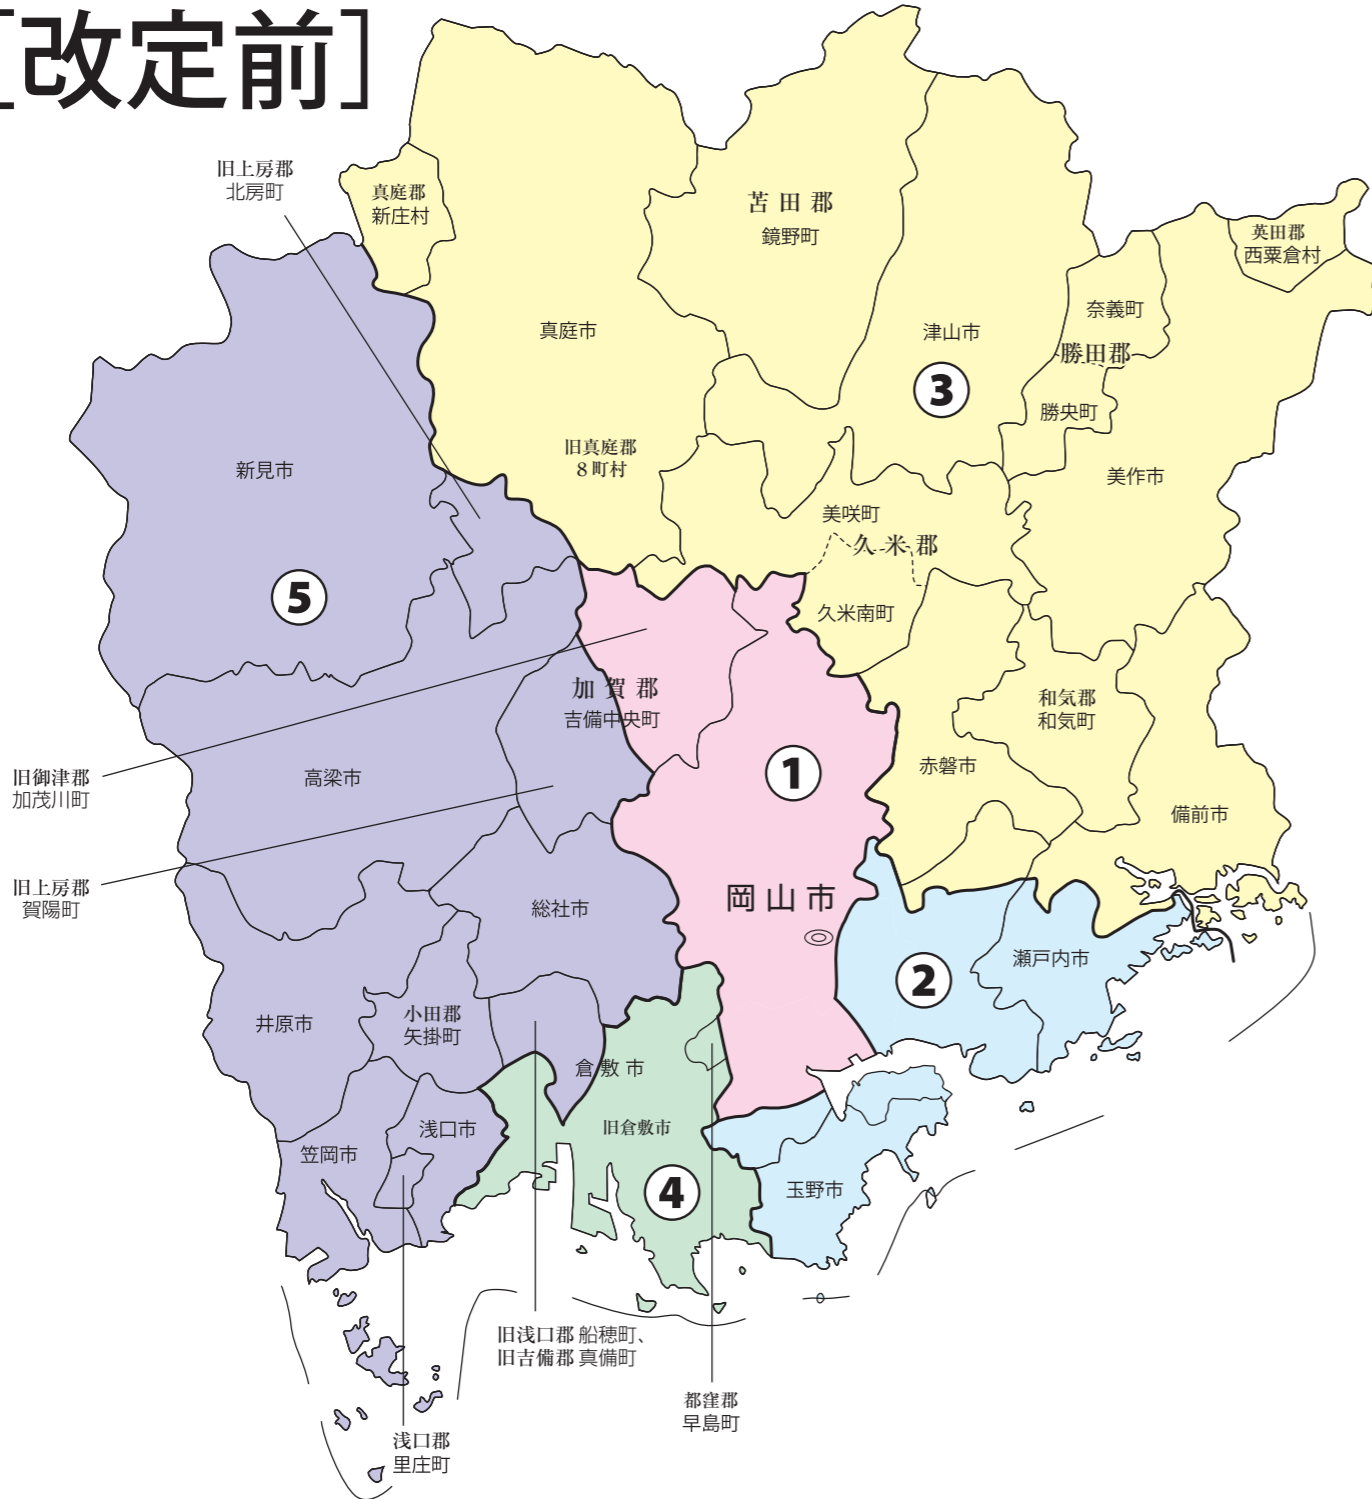 [改定前]
旧上房郡
北房町
真庭郡
新庄村
苫田郡
鏡野町
英田郡
西粟倉村
奈義町
真庭市
津山市
勝田郡
3
勝央町
旧真庭郡
8町村
新見市
美作市
美咲町
久米郡
5
久米南町
加賀郡
吉備中央町
和気郡
和気町
旧御津郡
加茂川町
高梁市
1
赤磐市
備前市
旧上房郡
賀陽町
総社市
岡山市
2
瀬戸内市
小田郡
矢掛町
井原市
倉敷市
浅口市
旧倉敷市
笠岡市
4
玉野市
旧浅口郡 船穂町、
旧吉備郡 真備町
都窪郡
早島町
浅口郡
里庄町